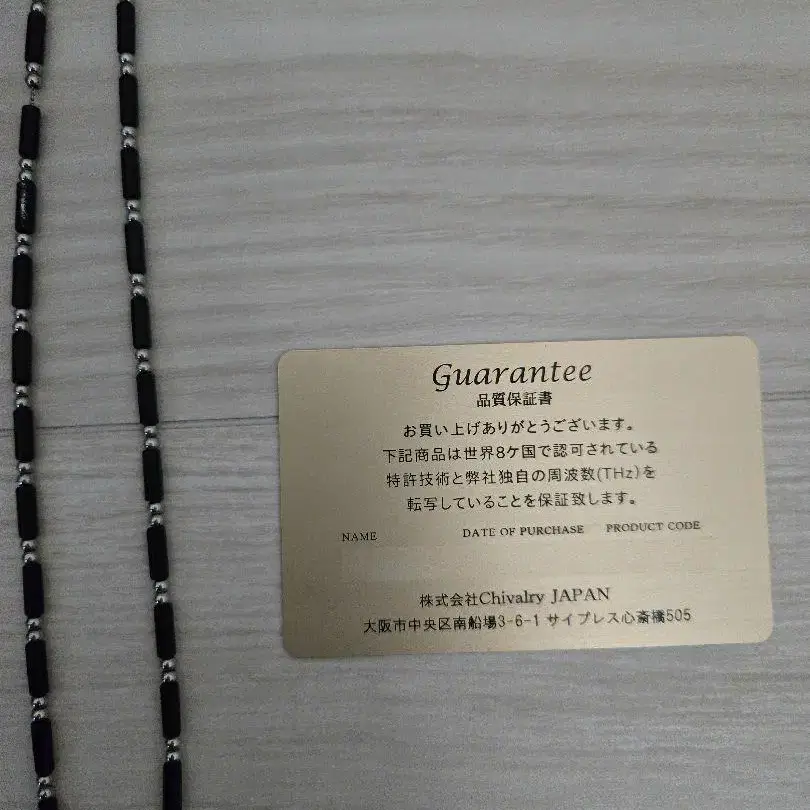 Guarantee
品質保証書
お買い上げありがとうございます。
下記商品は世界8ケ国で認可されている
特許技術と弊社独自の周波数(THz)を
転写していることを保証致します。
NAME DATE OF PURCHASE PRODUCT CODE
株式会社Chivalry JAPAN
大阪市中央区南船場3-6-1 サイプレス心斎橋505